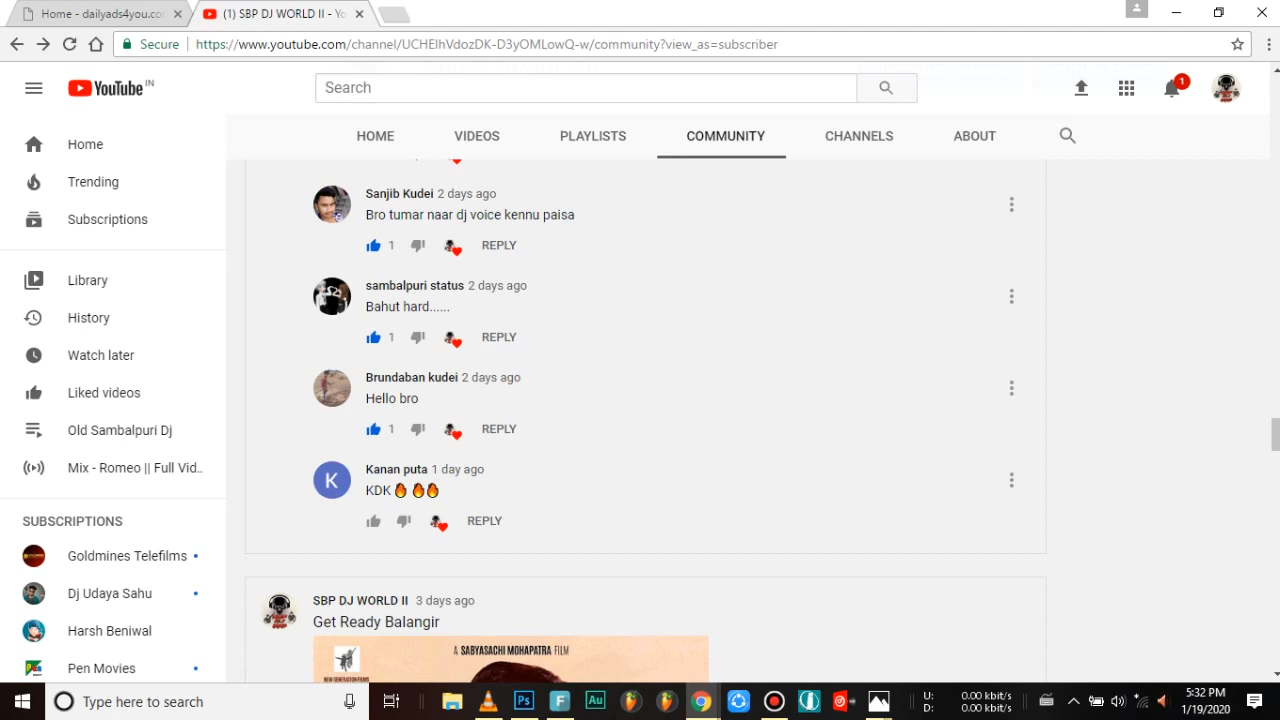 Home - dailyads4you.co
(1) SBP DJ WORLD II - Yo
Secure
https://www.youtube.com/channel/UCHElhVdozDK-D3yOMLowQ-w/community?view_as=subscriber
YouTube IN
Search
1
HOME
VIDEOS
PLAYLISTS
COMMUNITY
CHANNELS
ABOUT
Home
Trending
Subscriptions
Library
History
Watch later
Liked videos
Old Sambalpuri Dj
Mix - Romeo || Full Vid...
SUBSCRIPTIONS
Goldmines Telefilms
Dj Udaya Sahu
Harsh Beniwal
Pen Movies
Sanjib Kudei 2 days ago
Bro tumar naar dj voice kennu paisa
1 REPLY
sambalpuri status 2 days ago
Bahut hard......
1 REPLY
Brundaban kudei 2 days ago
Hello bro
1 REPLY
K
Kanan puta 1 day ago
KDK 🔥 🔥🔥
REPLY
SBP DJ WORLD II 3 days ago
Get Ready Balangir
A SABYASACHI MOHAPATRA FILM
NEW GENERATION FILMS
Type here to search
Ps
F
Au
U: 0.00 kbit/s
D: 0.00 kbit/s
5:32 PM
1/19/2020